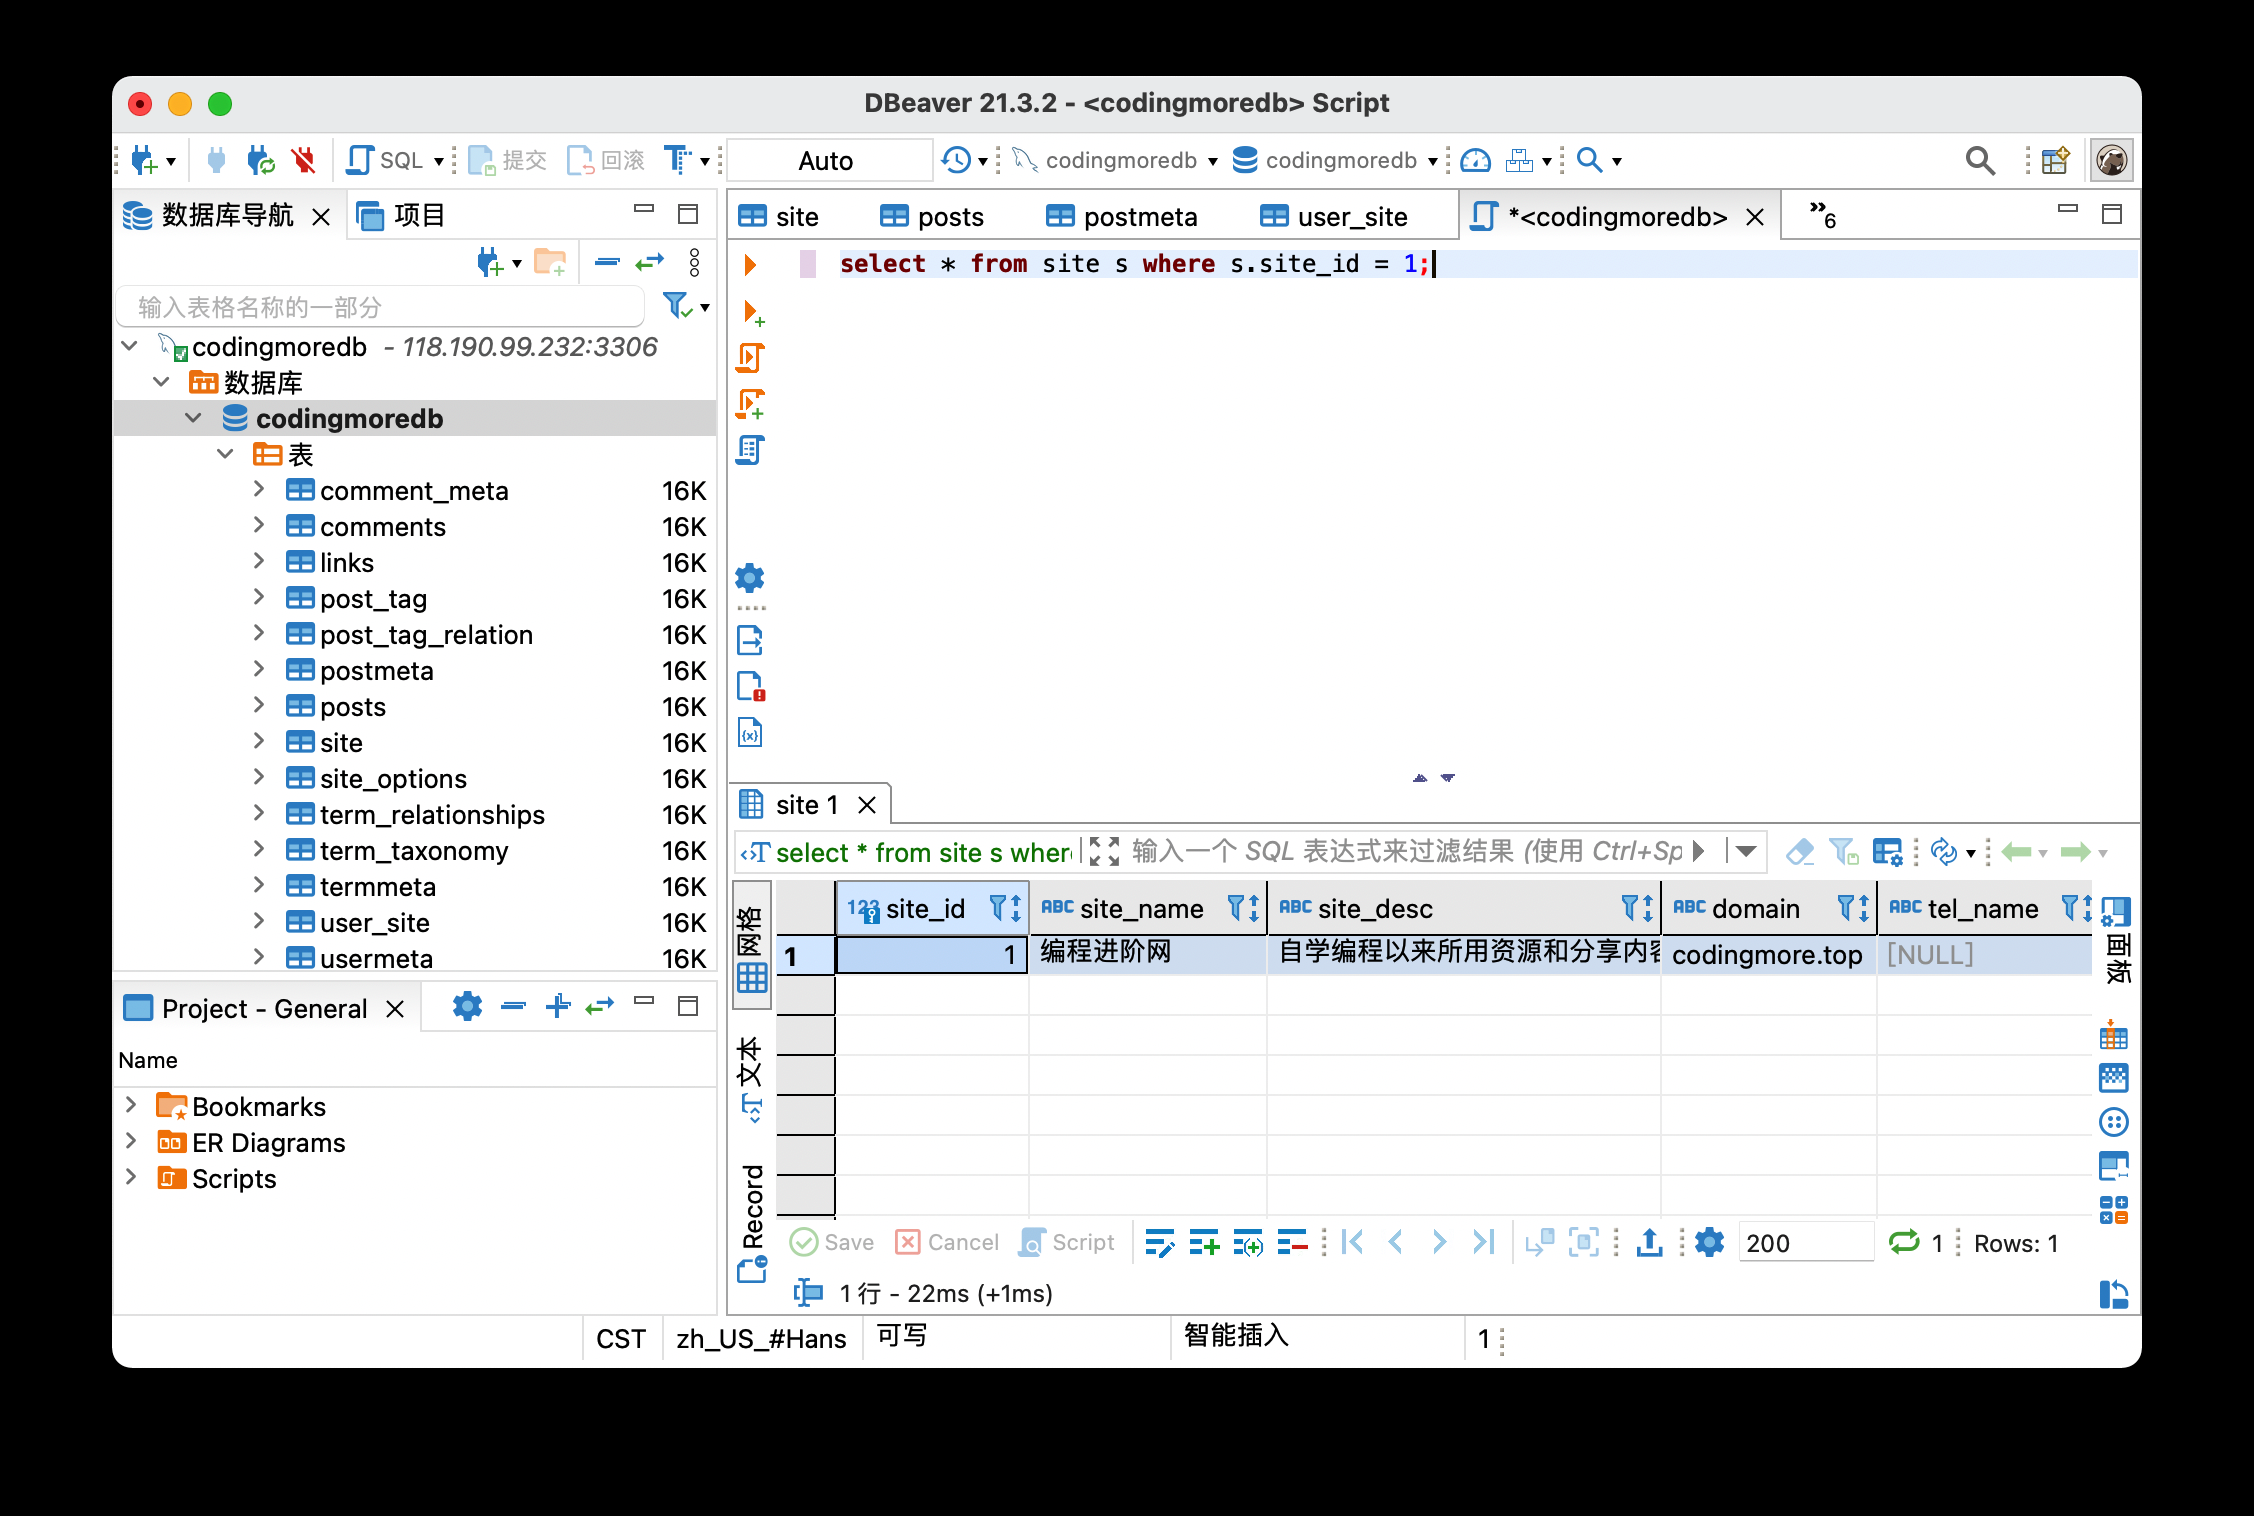 DBeaver 21.3.2 - <codingmoredb> Script
SQL 提交 回滚 Auto codingmoredb codingmoredb
数据库导航 项目
site posts postmeta user_site *<codingmoredb> »6
select * from site s where s.site_id = 1;
输入表格名称的一部分
codingmoredb - 118.190.99.232:3306
数据库
codingmoredb
表
comment_meta 16K
comments 16K
links 16K
post_tag 16K
post_tag_relation 16K
postmeta 16K
posts 16K
site 16K
site_options 16K
term_relationships 16K
term_taxonomy 16K
termmeta 16K
user_site 16K
usermeta 16K
Project - General
Name
Bookmarks
ER Diagrams
Scripts
site 1
select * from site s where 输入一个 SQL 表达式来过滤结果 (使用 Ctrl+Sp
网格
文本
Record
面板
123 site_id ABC site_name ABC site_desc ABC domain ABC tel_name
1 1 编程进阶网 自学编程以来所用资源和分享内容 codingmore.top [NULL]
Save Cancel Script 200 1 Rows: 1
1 行 - 22ms (+1ms)
CST zh_US_#Hans 可写 智能插入 1